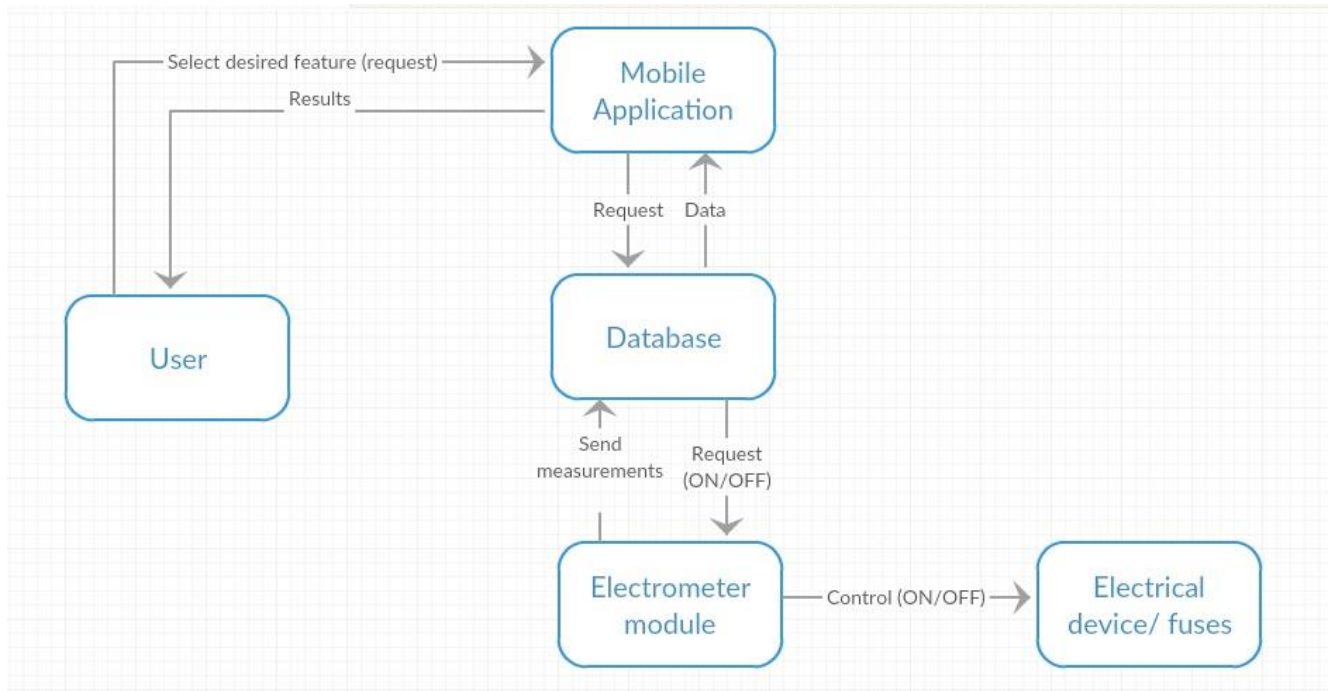 Select desired feature (request)
Results
Mobile
Application
Request
Data
User
Database
Send
measurements
Request
(ON/OFF)
Electrometer
module
Control (ON/OFF)
Electrical
device/ fuses